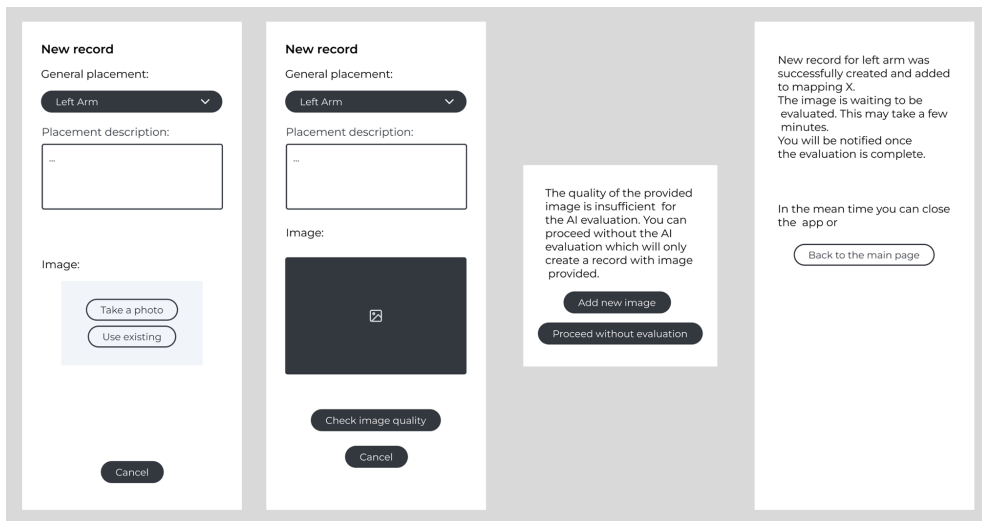 New record
General placement:
Left Arm
Placement description:
...
Image:
Take a photo
Use existing
Cancel
New record
General placement:
Left Arm
Placement description:
...
Image:
Check image quality
Cancel
The quality of the provided
image is insufficient for
the AI evaluation. You can
proceed without the AI
evaluation which will only
create a record with image
provided.
Add new image
Proceed without evaluation
New record for left arm was
successfully created and added
to mapping X.
The image is waiting to be
evaluated. This may take a few
minutes.
You will be notified once
the evaluation is complete.
In the mean time you can close
the app or
Back to the main page